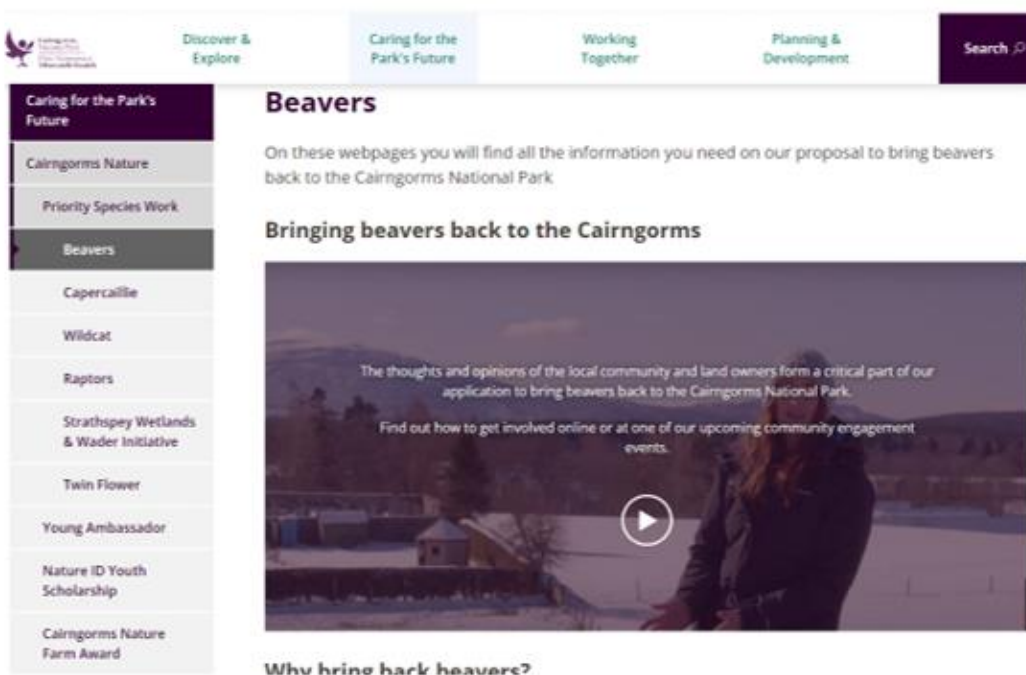 Discover &
Explore
Caring for the
Park's Future
Working
Together
Planning &
Development
Search
Caring for the Park's
Future
Cairngorms Nature
Priority Species Work
Beavers
Capercaillie
Wildcat
Raptors
Strathspey Wetlands
& Wader Initiative
Twin Flower
Young Ambassador
Nature ID Youth
Scholarship
Cairngorms Nature
Farm Award
Beavers
On these webpages you will find all the information you need on our proposal to bring beavers
back to the Cairngorms National Park
Bringing beavers back to the Cairngorms
The thoughts and opinions of the local community and land owners form a critical part of our
application to bring beavers back to the Cairngorms National Park.
Find out how to get involved online or at one of our upcoming community engagement
events.
Why bring back beavers?